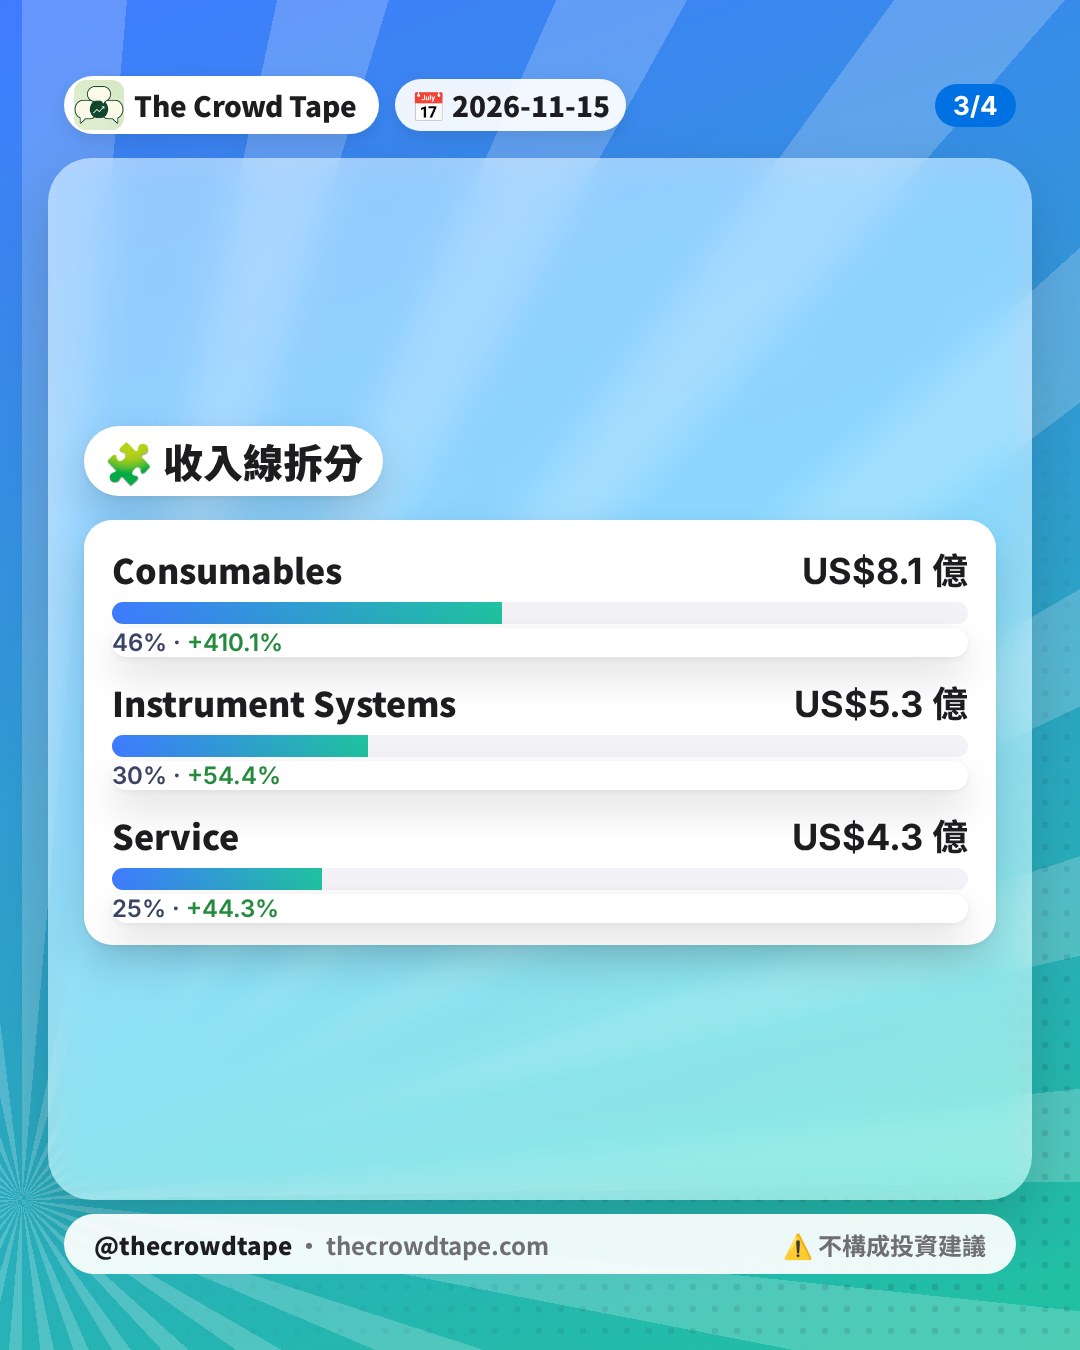 The Crowd Tape
2026-11-15
3/4
收入線拆分
Consumables US$8.1 億
46% · +410.1%
Instrument Systems US$5.3 億
30% · +54.4%
Service US$4.3 億
25% · +44.3%
@thecrowdtape • thecrowdtape.com ⚠️ 不構成投資建議